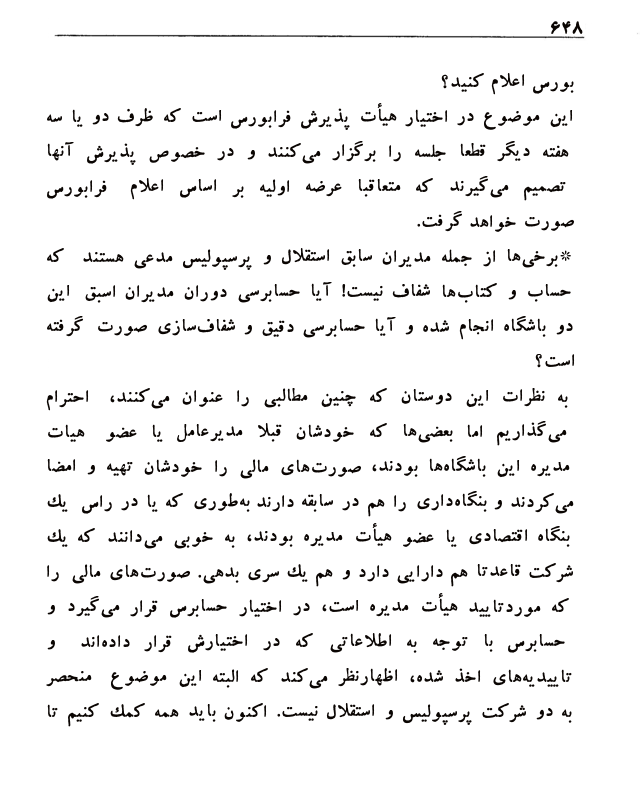 ۶۴۸
بورس اعلام کنید؟
این موضوع در اختیار هیأت پذیرش فرابورس است که ظرف دو یا سه
هفته دیگر قطعا جلسه را برگزار می‌کنند و در خصوص پذیرش آنها
تصمیم می‌گیرند که متعاقبا عرضه اولیه بر اساس اعلام فرابورس
صورت خواهد گرفت.
*برخی‌ها از جمله مدیران سابق استقلال و پرسپولیس مدعی هستند که
حساب و کتاب‌ها شفاف نیست! آیا حسابرسی دوران مدیران اسبق این
دو باشگاه انجام شده و آیا حسابرسی دقیق و شفاف‌سازی صورت گرفته
است؟
به نظرات این دوستان که چنین مطالبی را عنوان می‌کنند، احترام
می‌گذاریم اما بعضی‌ها که خودشان قبلا مدیرعامل یا عضو هیات
مدیره این باشگاه‌ها بودند، صورت‌های مالی را خودشان تهیه و امضا
می‌کردند و بنگاه‌داری را هم در سابقه دارند به‌طوری که یا در راس یك
بنگاه اقتصادی یا عضو هیأت مدیره بودند، به خوبی می‌دانند که یك
شرکت قاعدتا هم دارایی دارد و هم یك سری بدهی. صورت‌های مالی را
که موردتایید هیأت مدیره است، در اختیار حسابرس قرار می‌گیرد و
حسابرس با توجه به اطلاعاتی که در اختیارش قرار داده‌اند و
تاییدیه‌های اخذ شده، اظهارنظر می‌کند که البته این موضوع منحصر
به دو شرکت پرسپولیس و استقلال نیست. اکنون باید همه کمك کنیم تا